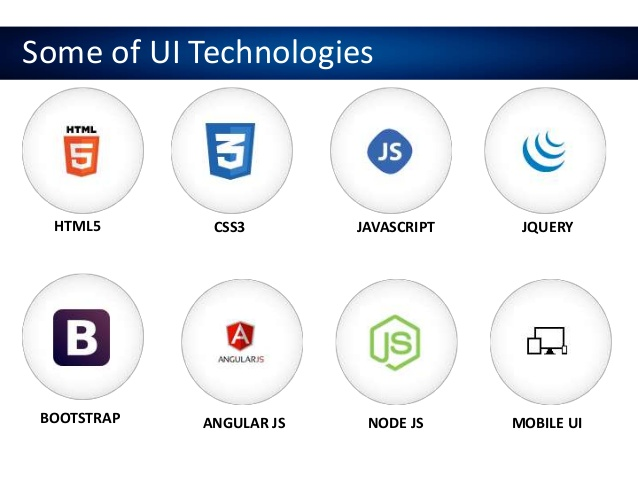 Some of UI Technologies
HTML
5
3
JS
HTML5
CSS3
JAVASCRIPT
JQUERY
B
A
ANGULARJS
JS
BOOTSTRAP
ANGULAR JS
NODE JS
MOBILE UI